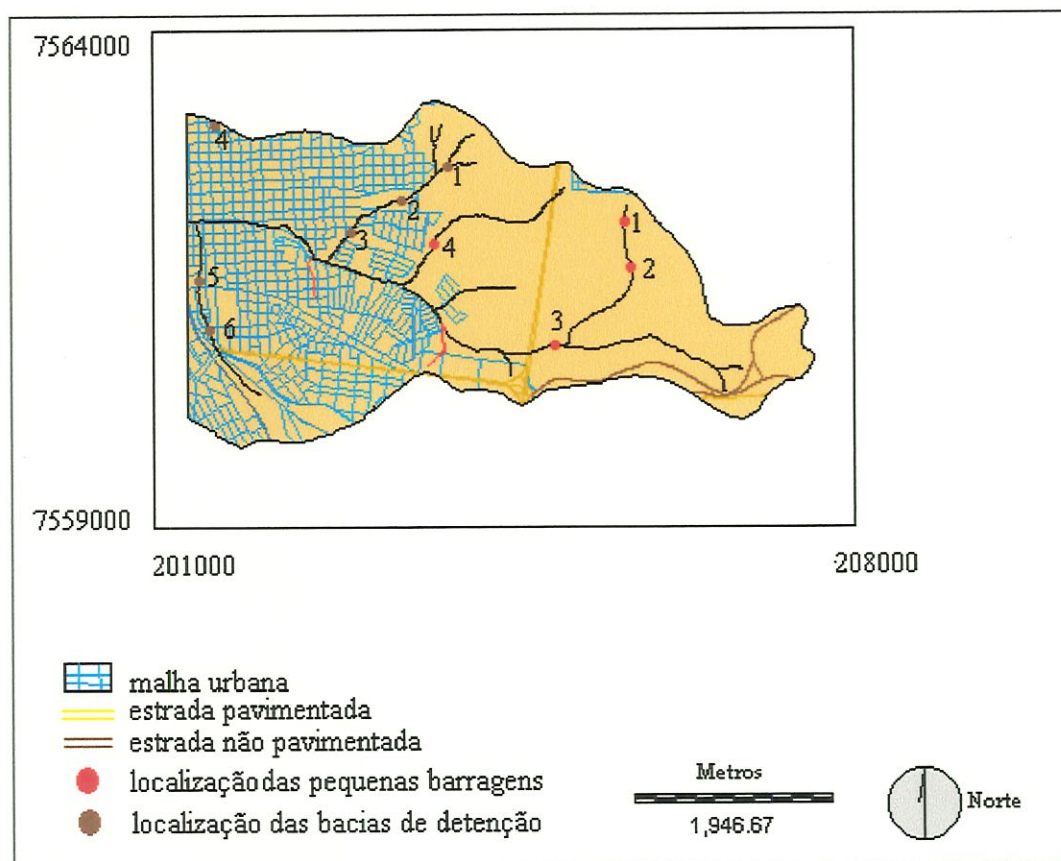 7564000
4
1
2
3
4
1
2
5
6
3
7559000
201000
208000
malha urbana
estrada pavimentada
estrada não pavimentada
localização das pequenas barragens
localização das bacias de detenção
Metros
1,946.67
Norte